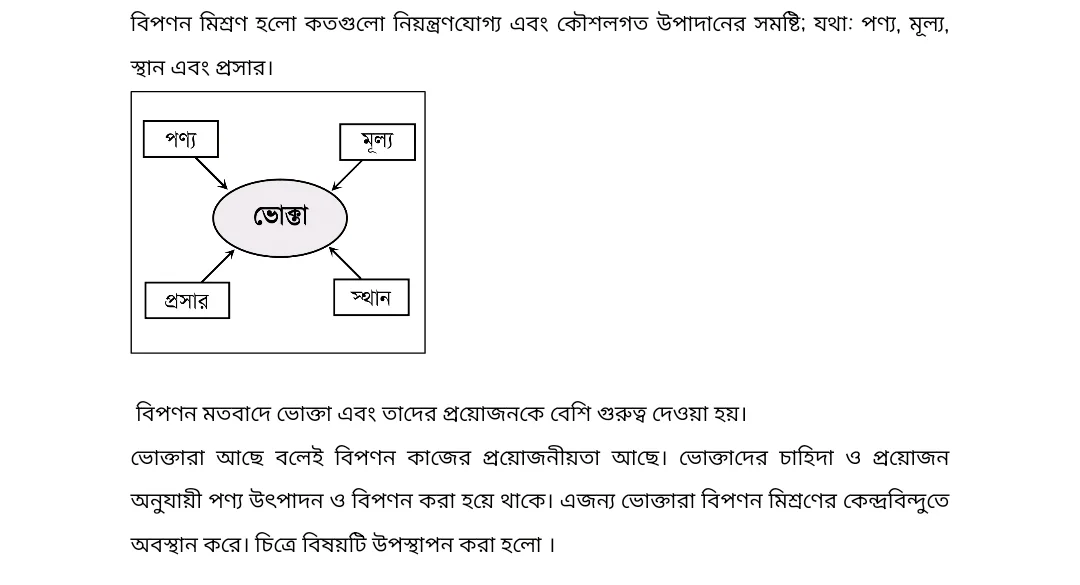 বিপণন মিশ্রণ হলো কতগুলো নিয়ন্ত্রণযোগ্য এবং কৌশলগত উপাদানের সমষ্টি; যথা: পণ্য, মূল্য,
স্থান এবং প্রসার।
পণ্য
মূল্য
ভোক্তা
প্রসার
স্থান
বিপণন মতবাদে ভোক্তা এবং তাদের প্রয়োজনকে বেশি গুরুত্ব দেওয়া হয়।
ভোক্তারা আছে বলেই বিপণন কাজের প্রয়োজনীয়তা আছে। ভোক্তাদের চাহিদা ও প্রয়োজন
অনুযায়ী পণ্য উৎপাদন ও বিপণন করা হয়ে থাকে। এজন্য ভোক্তারা বিপণন মিশ্রণের কেন্দ্রবিন্দুতে
অবস্থান করে। চিত্রে বিষয়টি উপস্থাপন করা হলো ।